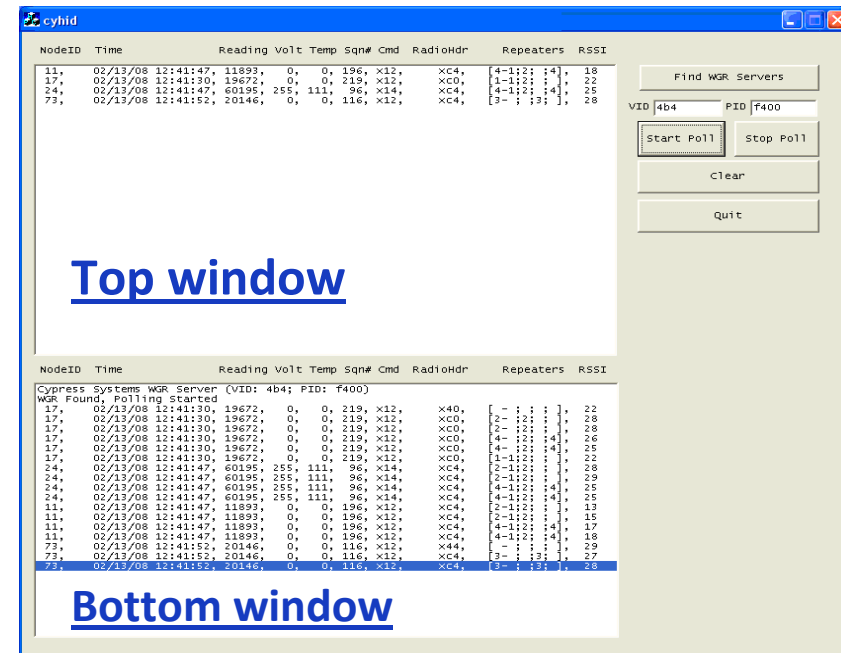 cyhid
NodeID Time Reading Volt Temp Sqn# Cmd RadioHdr Repeaters RSSI
11, 02/13/08 12:41:47, 11893, 0, 0, 196, x12, xc4, [4-1;2; ;4], 18
17, 02/13/08 12:41:30, 19672, 0, 0, 219, x12, xc0, [1-1;2; ; ], 22
24, 02/13/08 12:41:47, 60195, 255, 111, 96, x14, xc4, [4-1;2; ;4], 25
73, 02/13/08 12:41:52, 20146, 0, 0, 116, x12, xc4, [3- ; ;3; ], 28
Find WGR Servers
VID 4b4 PID f400
Start Poll Stop Poll
Clear
Quit
Top window
NodeID Time Reading Volt Temp Sqn# Cmd RadioHdr Repeaters RSSI
Cypress Systems WGR Server (VID: 4b4; PID: f400)
WGR Found, Polling Started
17, 02/13/08 12:41:30, 19672, 0, 0, 219, x12, x40, [ - ; ; ; ], 22
17, 02/13/08 12:41:30, 19672, 0, 0, 219, x12, xc0, [2- ;2; ; ], 28
17, 02/13/08 12:41:30, 19672, 0, 0, 219, x12, xc0, [2- ;2; ; ], 28
17, 02/13/08 12:41:30, 19672, 0, 0, 219, x12, xc0, [4- ;2; ;4], 26
17, 02/13/08 12:41:30, 19672, 0, 0, 219, x12, xc0, [4- ;2; ;4], 25
17, 02/13/08 12:41:30, 19672, 0, 0, 219, x12, xc0, [1-1;2; ; ], 22
24, 02/13/08 12:41:47, 60195, 255, 111, 96, x14, xc4, [2-1;2; ; ], 28
24, 02/13/08 12:41:47, 60195, 255, 111, 96, x14, xc4, [2-1;2; ; ], 29
24, 02/13/08 12:41:47, 60195, 255, 111, 96, x14, xc4, [4-1;2; ;4], 28
24, 02/13/08 12:41:47, 60195, 255, 111, 96, x14, xc4, [4-1;2; ;4], 25
11, 02/13/08 12:41:47, 11893, 0, 0, 196, x12, xc4, [2-1;2; ; ], 13
11, 02/13/08 12:41:47, 11893, 0, 0, 196, x12, xc4, [2-1;2; ; ], 15
11, 02/13/08 12:41:47, 11893, 0, 0, 196, x12, xc4, [4-1;2; ;4], 17
11, 02/13/08 12:41:47, 11893, 0, 0, 196, x12, xc4, [4-1;2; ;4], 18
73, 02/13/08 12:41:52, 20146, 0, 0, 116, x12, x44, [ - ; ; ; ], 29
73, 02/13/08 12:41:52, 20146, 0, 0, 116, x12, xc4, [3- ; ;3; ], 27
73, 02/13/08 12:41:52, 20146, 0, 0, 116, x12, xc4, [3- ; ;3; ], 28
Bottom window